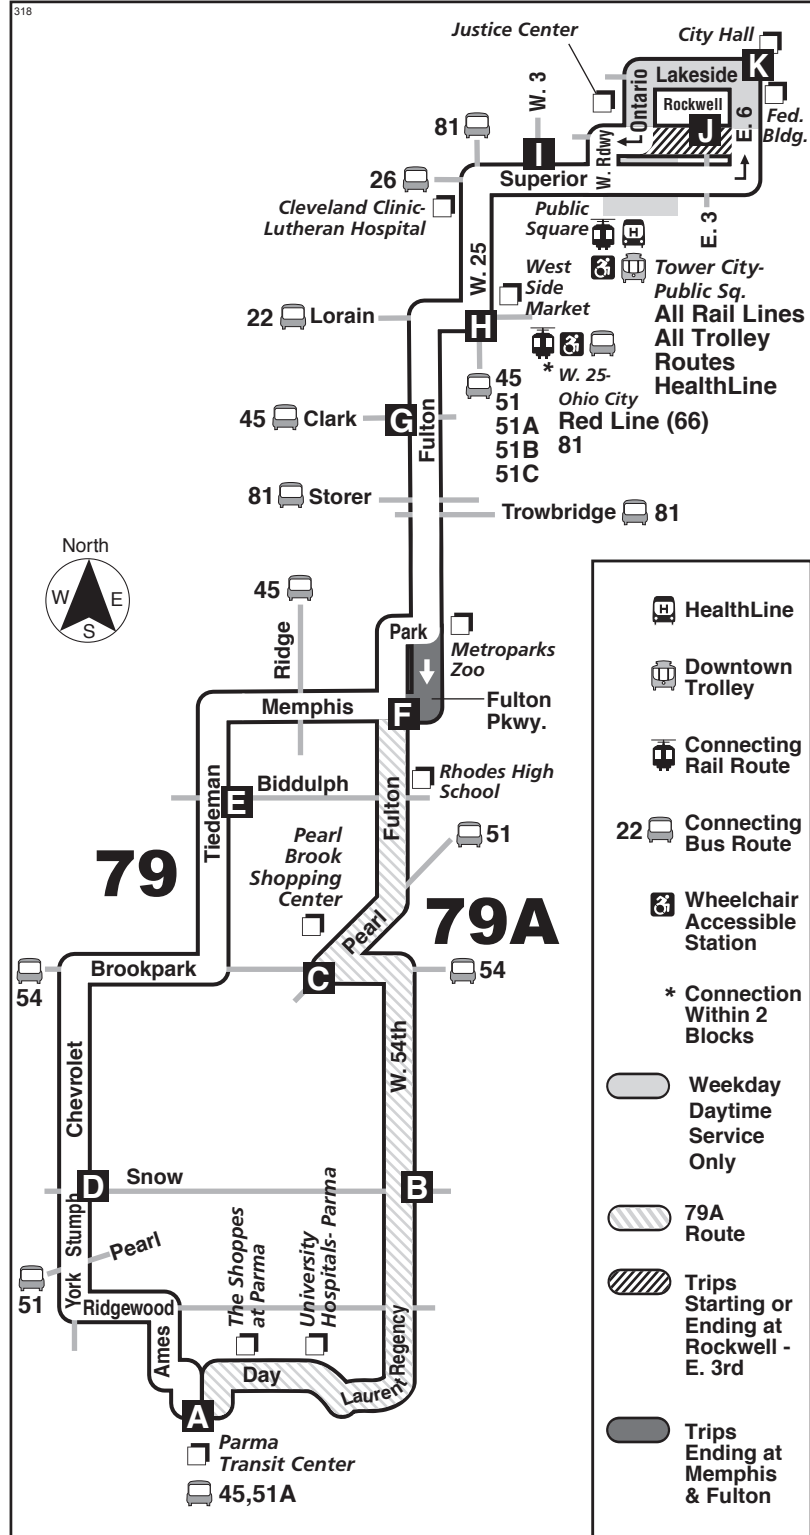 318
Justice Center
City Hall
K
Lakeside
Ontario
Rockwell
J
E. 6
Fed.
Bldg.
W. 3
81
I
W. Rdwy
26
Superior
Cleveland Clinic-
Lutheran Hospital
Public
Square
H
E. 3
W. 25
West
Side
Market
Tower City-
Public Sq.
All Rail Lines
All Trolley
Routes
HealthLine
22
Lorain
H
* W. 25-
Ohio City
Red Line (66)
81
45
51
51A
51B
51C
45
Clark
G
Fulton
81
Storer
Trowbridge
81
North
W
E
S
45
Ridge
Park
Metroparks
Zoo
Memphis
F
Fulton
Pkwy.
Tiedeman
E
Biddulph
Fulton
Rhodes High
School
79
Pearl
Brook
Shopping
Center
51
79A
Pearl
Brookpark
C
54
54
Chevrolet
W. 54th
D
Snow
B
Stumph
Pearl
51
York
Ridgewood
The Shoppes
at Parma
University
Hospitals- Parma
Regency
Ames
Day
Laurent
A
Parma
Transit Center
45,51A
H
HealthLine
Downtown
Trolley
Connecting
Rail Route
22
Connecting
Bus Route
Wheelchair
Accessible
Station
* Connection
Within 2
Blocks
Weekday
Daytime
Service
Only
79A
Route
Trips
Starting or
Ending at
Rockwell -
E. 3rd
Trips
Ending at
Memphis
& Fulton